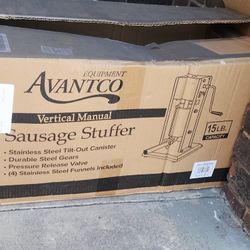 EQUIPMENT
AVANTCO
Vertical Manual
Sausage Stuffer
• Stainless Steel Tilt-Out Canister
• Durable Steel Gears
• Pressure Release Valve
• (4) Stainless Steel Funnels Included
15 LB.
CAPACITY